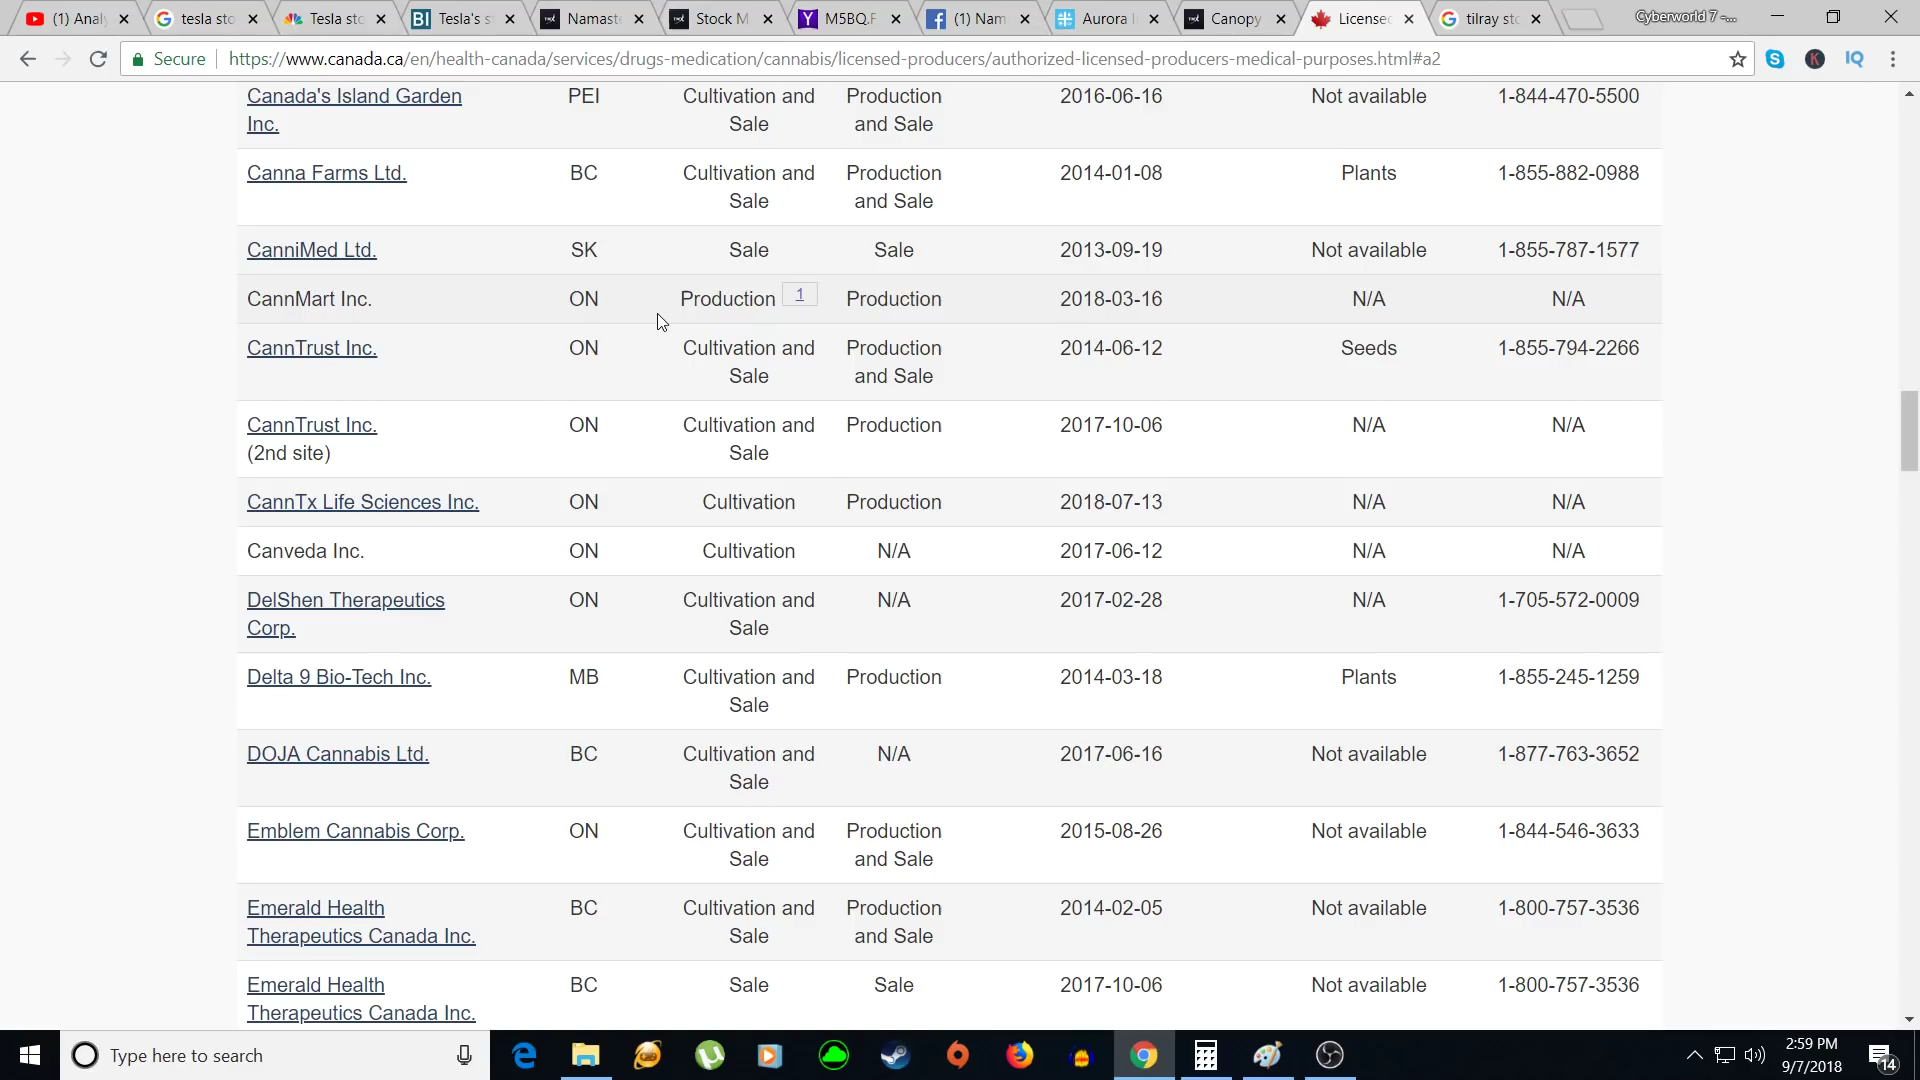 (1) Analy
tesla sto
Tesla sto
BI Tesla's s
Namaste
Stock M
M5BQ.F
(1) Nam
Aurora I
Canopy
License
tilray sto
Cyberworld 7 -...
Secure
https://www.canada.ca/en/health-canada/services/drugs-medication/cannabis/licensed-producers/authorized-licensed-producers-medical-purposes.html#a2
K
IQ
Canada's Island Garden PEI Cultivation and Production 2016-06-16 Not available 1-844-470-5500
Inc. Sale and Sale
Canna Farms Ltd. BC Cultivation and Production 2014-01-08 Plants 1-855-882-0988
Sale and Sale
CanniMed Ltd. SK Sale Sale 2013-09-19 Not available 1-855-787-1577
CannMart Inc. ON Production 1 Production 2018-03-16 N/A N/A
CannTrust Inc. ON Cultivation and Production 2014-06-12 Seeds 1-855-794-2266
Sale and Sale
CannTrust Inc. ON Cultivation and Production 2017-10-06 N/A N/A
(2nd site) Sale
CannTx Life Sciences Inc. ON Cultivation Production 2018-07-13 N/A N/A
Canveda Inc. ON Cultivation N/A 2017-06-12 N/A N/A
DelShen Therapeutics ON Cultivation and N/A 2017-02-28 N/A 1-705-572-0009
Corp. Sale
Delta 9 Bio-Tech Inc. MB Cultivation and Production 2014-03-18 Plants 1-855-245-1259
Sale
DOJA Cannabis Ltd. BC Cultivation and N/A 2017-06-16 Not available 1-877-763-3652
Sale
Emblem Cannabis Corp. ON Cultivation and Production 2015-08-26 Not available 1-844-546-3633
Sale and Sale
Emerald Health BC Cultivation and Production 2014-02-05 Not available 1-800-757-3536
Therapeutics Canada Inc. Sale and Sale
Emerald Health BC Sale Sale 2017-10-06 Not available 1-800-757-3536
Therapeutics Canada Inc.
Type here to search
2:59 PM
9/7/2018
14